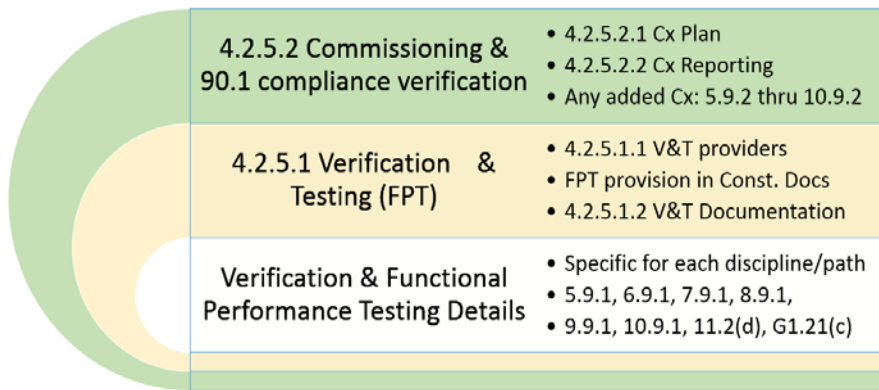 4.2.5.2 Commissioning &
90.1 compliance verification
• 4.2.5.2.1 Cx Plan
• 4.2.5.2.2 Cx Reporting
• Any added Cx: 5.9.2 thru 10.9.2
4.2.5.1 Verification &
Testing (FPT)
• 4.2.5.1.1 V&T providers
• FPT provision in Const. Docs
• 4.2.5.1.2 V&T Documentation
Verification & Functional
Performance Testing Details
• Specific for each discipline/path
• 5.9.1, 6.9.1, 7.9.1, 8.9.1,
• 9.9.1, 10.9.1, 11.2(d), G1.21(c)